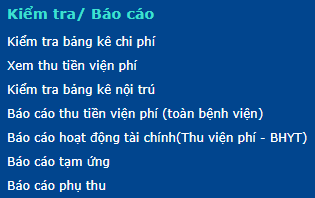 Kiểm tra/ Báo cáo
Kiểm tra bảng kê chi phí
Xem thu tiền viện phí
Kiểm tra bảng kê nội trú
Báo cáo thu tiền viện phí (toàn bệnh viện)
Báo cáo hoạt động tài chính(Thu viện phí - BHYT)
Báo cáo tạm ứng
Báo cáo phụ thu